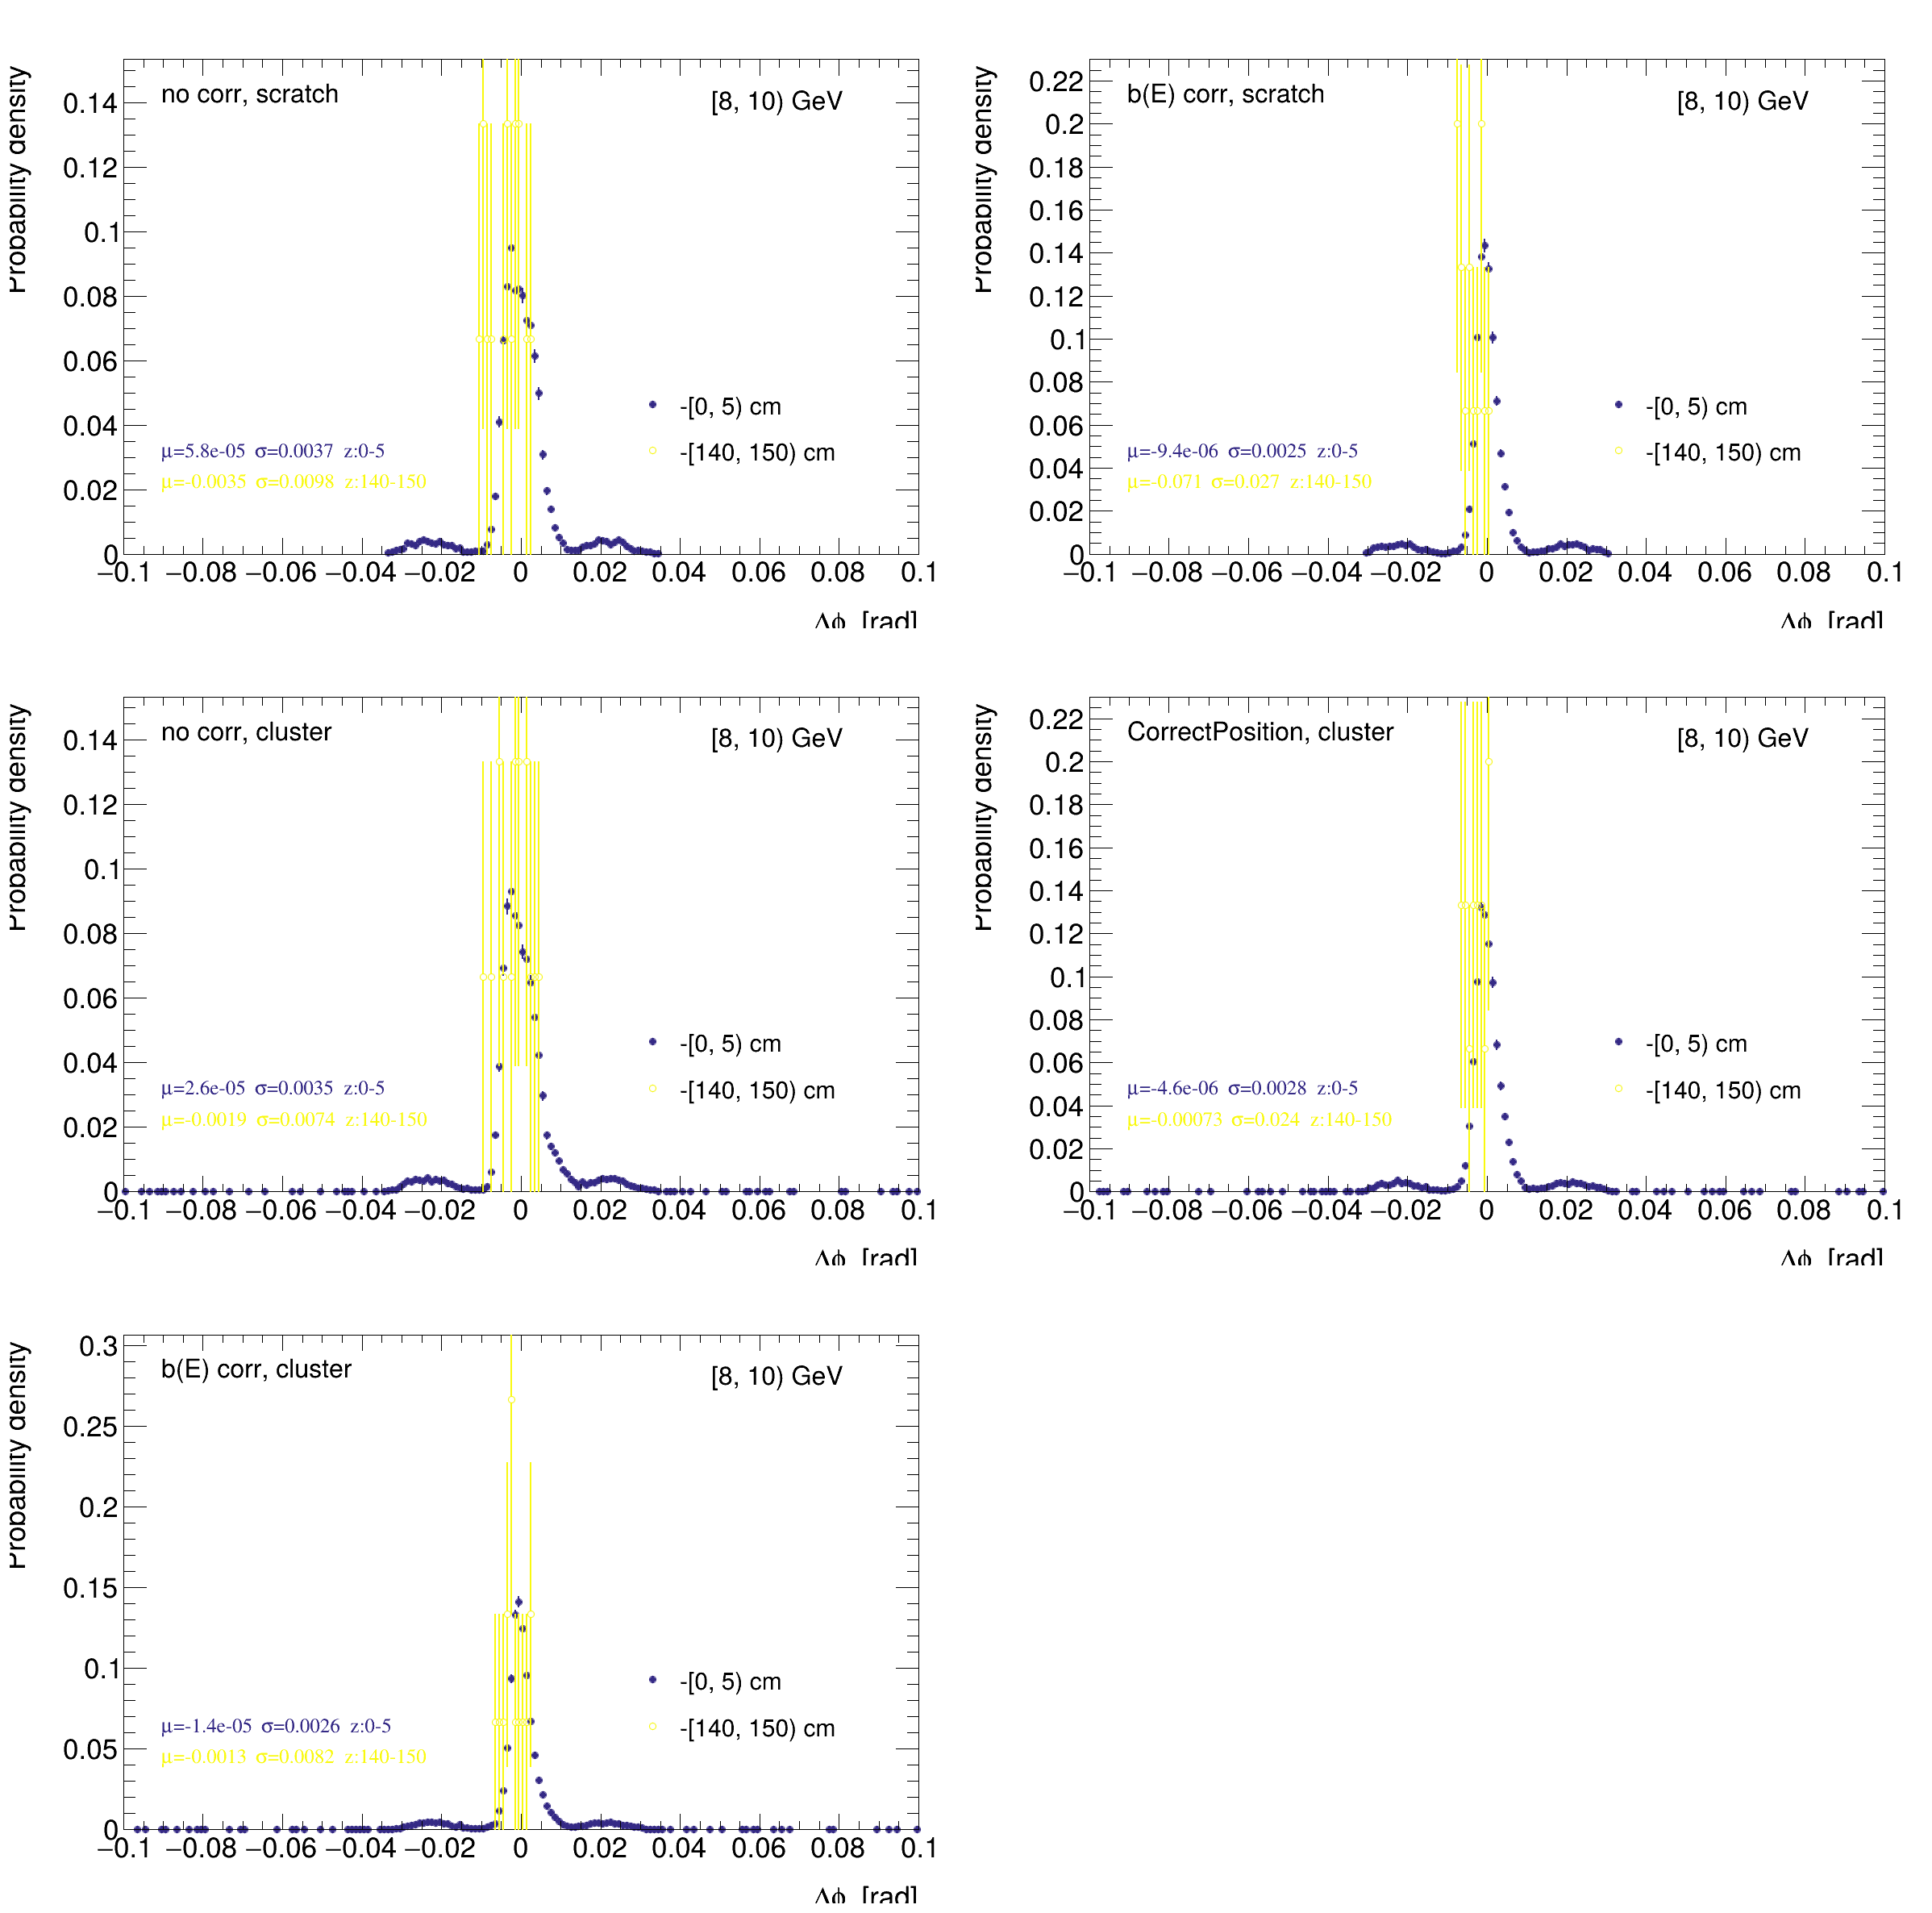 no corr, scratch
[8, 10) GeV
Probability density
0.14
0.12
0.1
0.08
0.06
0.04
0.02
0
-[0, 5) cm
-[140, 150) cm
μ=5.8e-05 σ=0.0037 z:0-5
μ=-0.0035 σ=0.0098 z:140-150
−0.1 −0.08 −0.06 −0.04 −0.02 0 0.02 0.04 0.06 0.08 0.1
Δφ [rad]
b(E) corr, scratch
[8, 10) GeV
Probability density
0.22
0.2
0.18
0.16
0.14
0.12
0.1
0.08
0.06
0.04
0.02
0
-[0, 5) cm
-[140, 150) cm
μ=-9.4e-06 σ=0.0025 z:0-5
μ=-0.071 σ=0.027 z:140-150
−0.1 −0.08 −0.06 −0.04 −0.02 0 0.02 0.04 0.06 0.08 0.1
Δφ [rad]
no corr, cluster
[8, 10) GeV
Probability density
0.14
0.12
0.1
0.08
0.06
0.04
0.02
0
-[0, 5) cm
-[140, 150) cm
μ=2.6e-05 σ=0.0035 z:0-5
μ=-0.0019 σ=0.0074 z:140-150
−0.1 −0.08 −0.06 −0.04 −0.02 0 0.02 0.04 0.06 0.08 0.1
Δφ [rad]
CorrectPosition, cluster
[8, 10) GeV
Probability density
0.22
0.2
0.18
0.16
0.14
0.12
0.1
0.08
0.06
0.04
0.02
0
-[0, 5) cm
-[140, 150) cm
μ=-4.6e-06 σ=0.0028 z:0-5
μ=-0.00073 σ=0.024 z:140-150
−0.1 −0.08 −0.06 −0.04 −0.02 0 0.02 0.04 0.06 0.08 0.1
Δφ [rad]
b(E) corr, cluster
[8, 10) GeV
Probability density
0.3
0.25
0.2
0.15
0.1
0.05
0
-[0, 5) cm
-[140, 150) cm
μ=-1.4e-05 σ=0.0026 z:0-5
μ=-0.0013 σ=0.0082 z:140-150
−0.1 −0.08 −0.06 −0.04 −0.02 0 0.02 0.04 0.06 0.08 0.1
Δφ [rad]